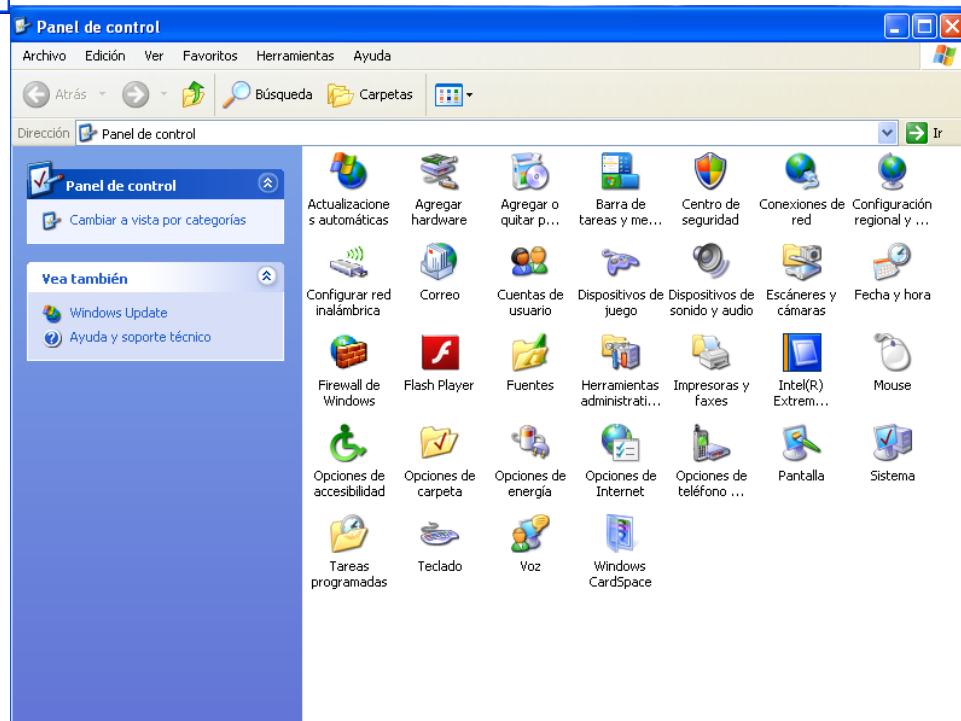 Panel de control
Archivo Edición Ver Favoritos Herramientas Ayuda
Atrás Búsqueda Carpetas
Dirección Panel de control Ir
Panel de control
Cambiar a vista por categorías
Vea también
Windows Update
Ayuda y soporte técnico
Actualizacione
s automáticas
Agregar
hardware
Agregar o
quitar p...
Barra de
tareas y me...
Centro de
seguridad
Conexiones de
red
Configuración
regional y ...
Configurar red
inalámbrica
Correo
Cuentas de
usuario
Dispositivos de
juego
Dispositivos de
sonido y audio
Escáneres y
cámaras
Fecha y hora
Firewall de
Windows
Flash Player
Fuentes
Herramientas
administrati...
Impresoras y
faxes
Intel(R)
Extrem...
Mouse
Opciones de
accesibilidad
Opciones de
carpeta
Opciones de
energía
Opciones de
Internet
Opciones de
teléfono ...
Pantalla
Sistema
Tareas
programadas
Teclado
Voz
Windows
CardSpace